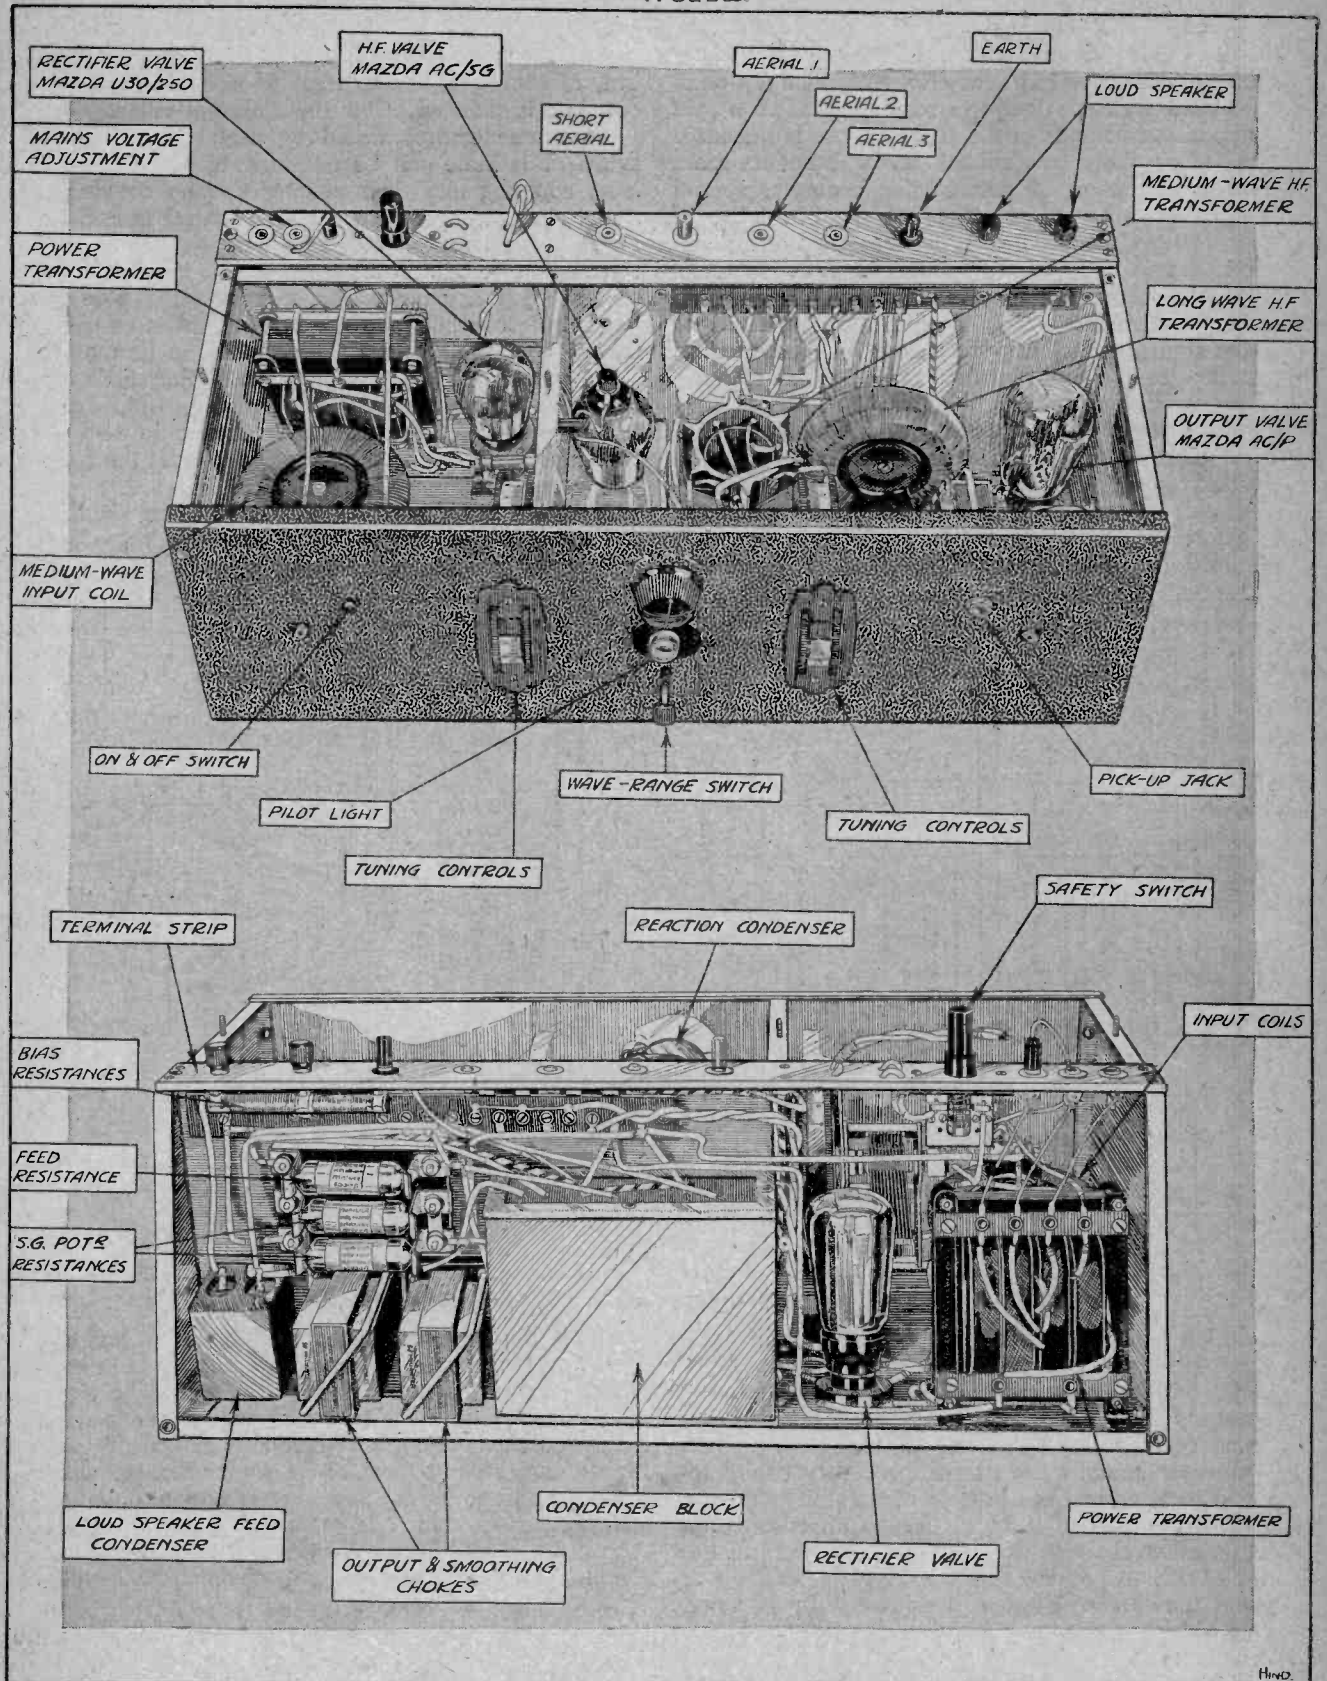 RECTIFIER VALVE
MAZDA U30/250
H.F. VALVE
MAZDA AC/SG
AERIAL 1
EARTH
MAINS VOLTAGE
ADJUSTMENT
SHORT
AERIAL
AERIAL 2
AERIAL 3
LOUD SPEAKER
MEDIUM-WAVE H.F.
TRANSFORMER
POWER
TRANSFORMER
LONG WAVE H.F
TRANSFORMER
OUTPUT VALVE
MAZDA AC/P
MEDIUM-WAVE
INPUT COIL
ON & OFF SWITCH
PILOT LIGHT
TUNING CONTROLS
WAVE-RANGE SWITCH
TUNING CONTROLS
PICK-UP JACK
TERMINAL STRIP
REACTION CONDENSER
SAFETY SWITCH
BIAS
RESISTANCES
INPUT COILS
FEED
RESISTANCE
S.G. POTR
RESISTANCES
LOUD SPEAKER FEED
CONDENSER
OUTPUT & SMOOTHING
CHOKES
CONDENSER BLOCK
RECTIFIER VALVE
POWER TRANSFORMER
HIND.